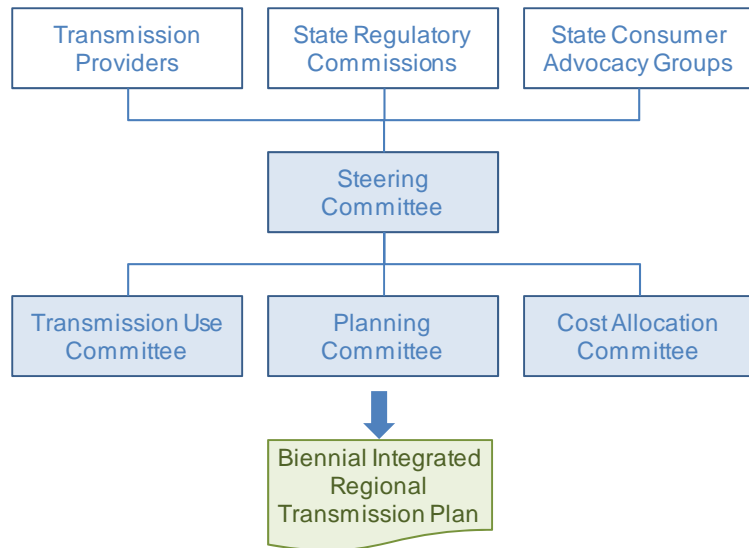 Transmission
Providers
State Regulatory
Commissions
State Consumer
Advocacy Groups
Steering
Committee
Transmission Use
Committee
Planning
Committee
Cost Allocation
Committee
Biennial Integrated
Regional
Transmission Plan